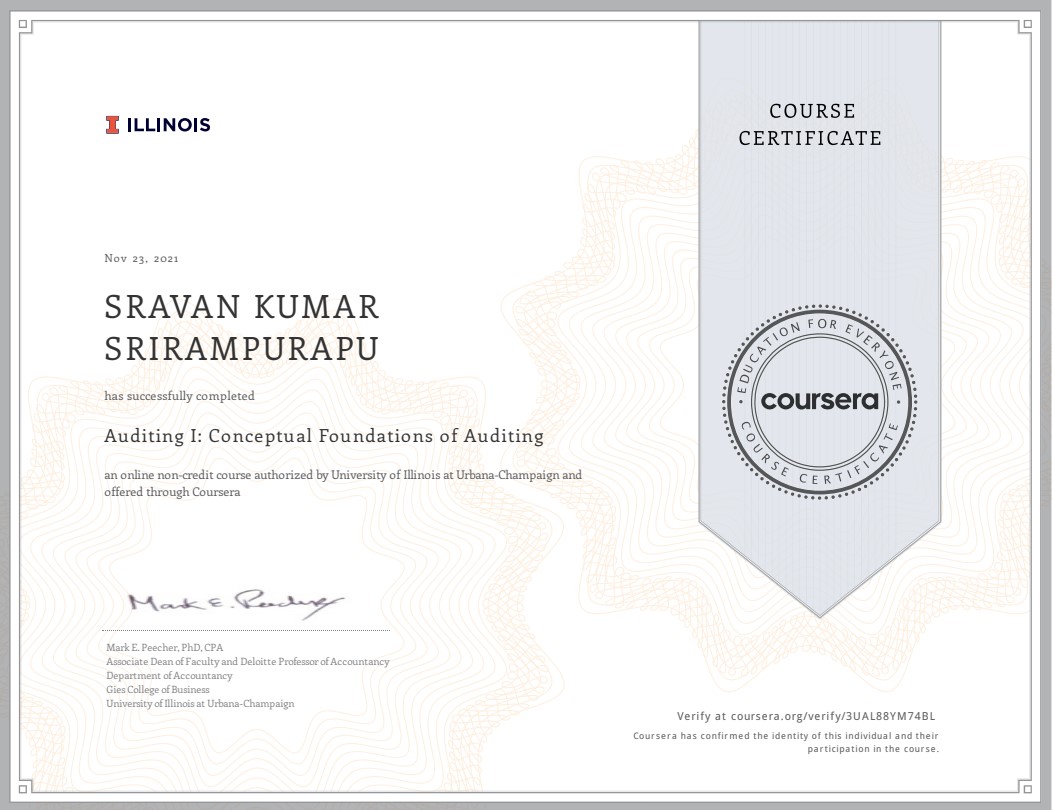 ILLINOIS
COURSE
CERTIFICATE
Nov 23, 2021
SRAVAN KUMAR
SRIRAMPURAPU
has successfully completed
Auditing I: Conceptual Foundations of Auditing
an online non-credit course authorized by University of Illinois at Urbana-Champaign and
offered through Coursera
EDUCATION FOR EVERYONE
coursera
COURSE CERTIFICATE
Mark E. Peecher
Mark E. Peecher, PhD, CPA
Associate Dean of Faculty and Deloitte Professor of Accountancy
Department of Accountancy
Gies College of Business
University of Illinois at Urbana-Champaign
Verify at coursera.org/verify/3UAL88YM74BL
Coursera has confirmed the identity of this individual and their
participation in the course.